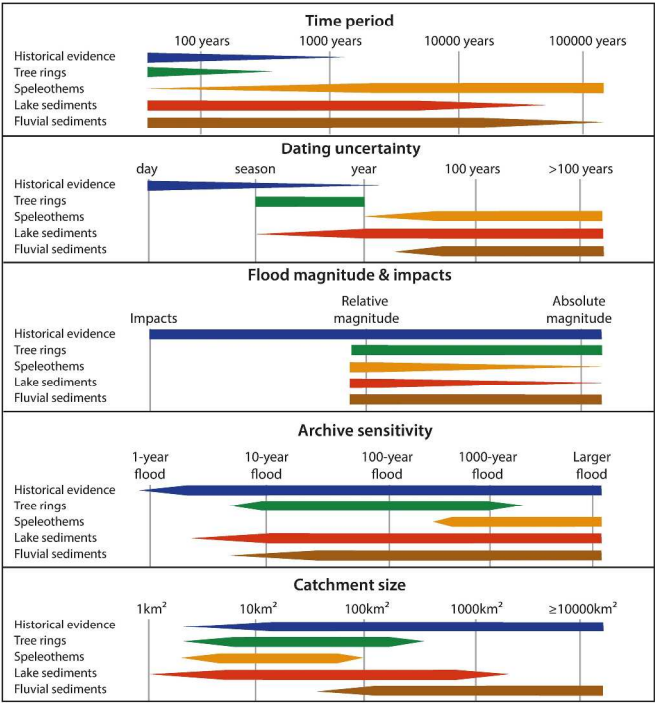 Time period
100 years 1000 years 10000 years 100000 years
Historical evidence
Tree rings
Speleothems
Lake sediments
Fluvial sediments
Dating uncertainty
day season year 100 years >100 years
Historical evidence
Tree rings
Speleothems
Lake sediments
Fluvial sediments
Flood magnitude & impacts
Impacts Relative magnitude Absolute magnitude
Historical evidence
Tree rings
Speleothems
Lake sediments
Fluvial sediments
Archive sensitivity
1-year flood 10-year flood 100-year flood 1000-year flood Larger flood
Historical evidence
Tree rings
Speleothems
Lake sediments
Fluvial sediments
Catchment size
1km² 10km² 100km² 1000km² ≥10000km²
Historical evidence
Tree rings
Speleothems
Lake sediments
Fluvial sediments